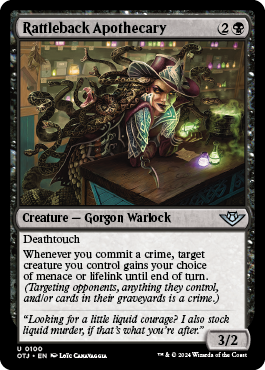 Rattleback Apothecary 2
Creature — Gorgon Warlock
Deathtouch
Whenever you commit a crime, target
creature you control gains your choice
of menace or lifelink until end of turn.
(Targeting opponents, anything they control,
and/or cards in their graveyards is a crime.)
“Looking for a little liquid courage? I also stock
liquid murder, if that’s what you’re after.”
3/2
U 0100
OTJ • EN Loïc Canavaggia
™ & © 2024 Wizards of the Coast